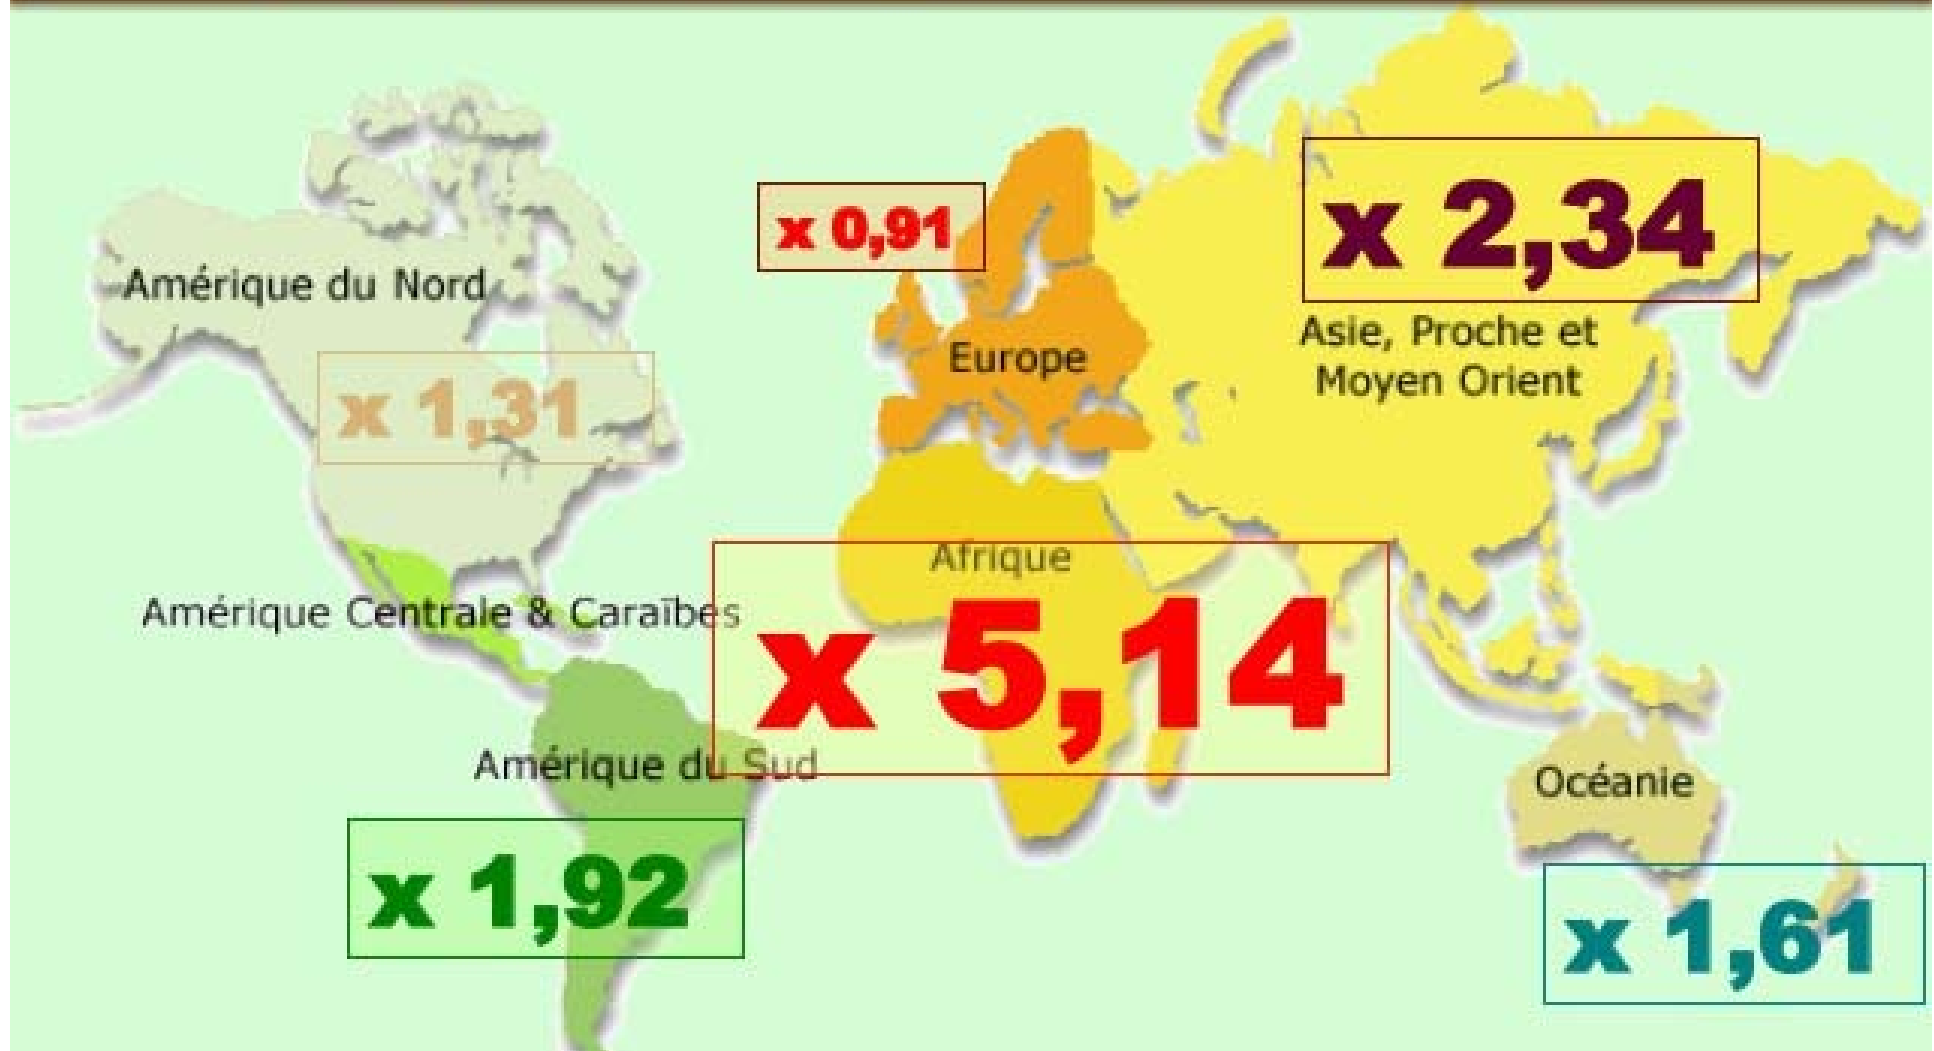 x 0,91
x 2,34
Amérique du Nord
Asie, Proche et
Moyen Orient
Europe
x 1,31
Afrique
Amérique Centrale & Caraïbes
x 5,14
Amérique du Sud
Océanie
x 1,92
x 1,61